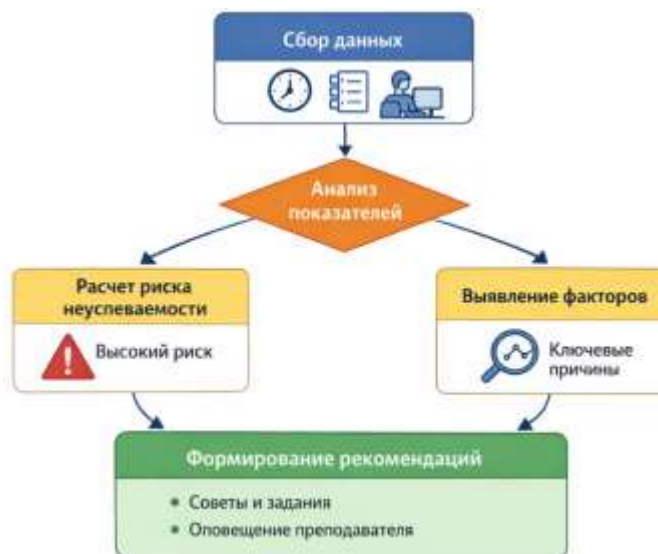 Сбор данных
Анализ
показателей
Расчет риска
неуспеваемости
Высокий риск
Выявление факторов
Ключевые
причины
Формирование рекомендаций
• Советы и задания
• Оповещение преподавателя